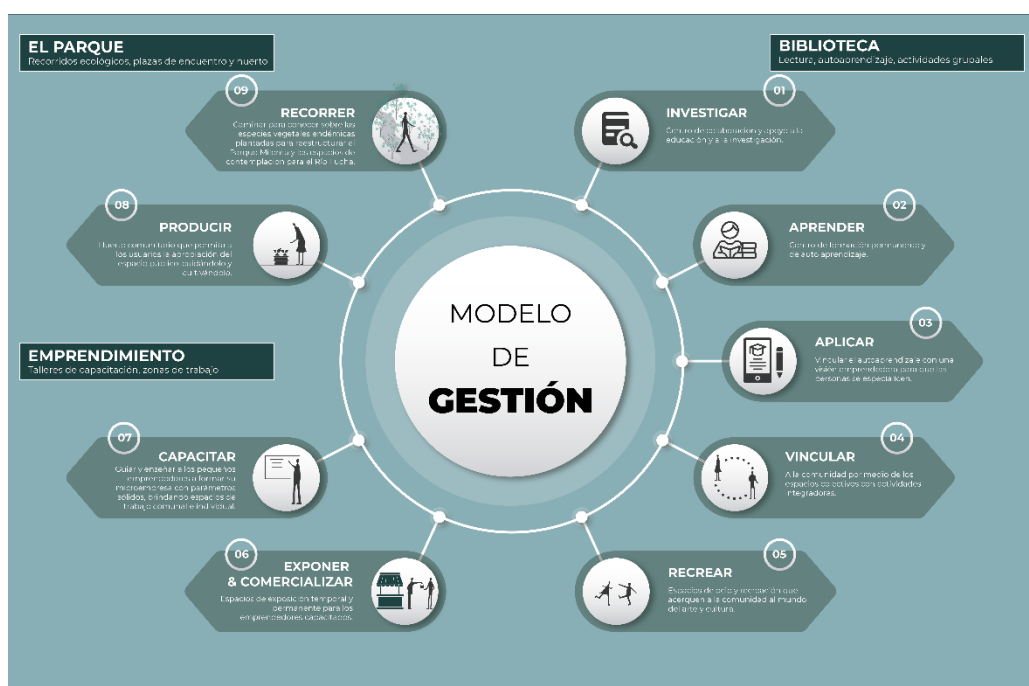 EL PARQUE
Recorridos ecológicos, plazas de encuentro y huerto
BIBLIOTECA
Lectura, autoaprendizaje, actividades grupales
01
INVESTIGAR
Centro de colaboración y apoyo a la
educación y a la investigación.
02
APRENDER
Centro de formación permanente y
de auto aprendizaje.
03
APLICAR
Vincular el autoaprendizaje con una
visión emprendedora para que las
personas se especialicen.
04
VINCULAR
A la comunidad por medio de los
espacios colectivos con actividades
integradoras.
05
RECREAR
Espacios de ocio y recreación que
acerquen a la comunidad al mundo
del arte y cultura.
06
EXPONER
& COMERCIALIZAR
Espacios de exposición temporal y
permanente para los
emprendedores capacitados.
EMPRENDIMIENTO
Talleres de capacitación, zonas de trabajo
07
CAPACITAR
Guiar y enseñar a los pequeños
emprendedores a formar su
microempresa con parámetros
sólidos, brindando espacios de
trabajo comunal e individual.
08
PRODUCIR
Huerto comunitario que permita a
los usuarios la apropiación del
espacio público cuidándolo y
cultivándolo.
09
RECORRER
Caminar para conocer sobre las
especies vegetales endémicas
plantadas para reestructurar el
Parque y los espacios de
contemplación para el Río
MODELO
DE
GESTIÓN